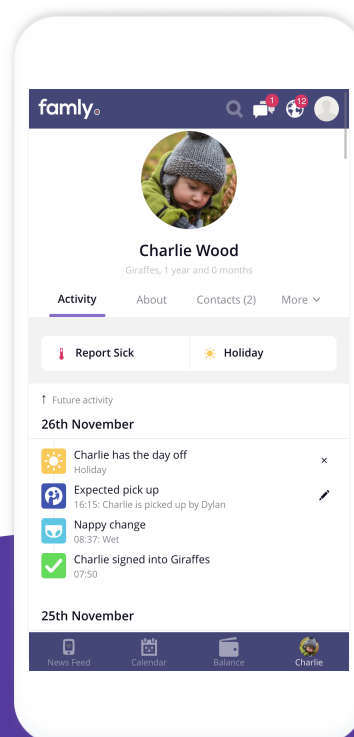 famly
1
12
Charlie Wood
Giraffes, 1 year and 0 months
Activity
About
Contacts (2)
More
Report Sick
Holiday
↑ Future activity
26th November
Charlie has the day off
Holiday
Expected pick up
16:15: Charlie is picked up by Dylan
Nappy change
08:37: Wet
Charlie signed into Giraffes
07:50
25th November
News Feed
Calendar
Balance
Charlie